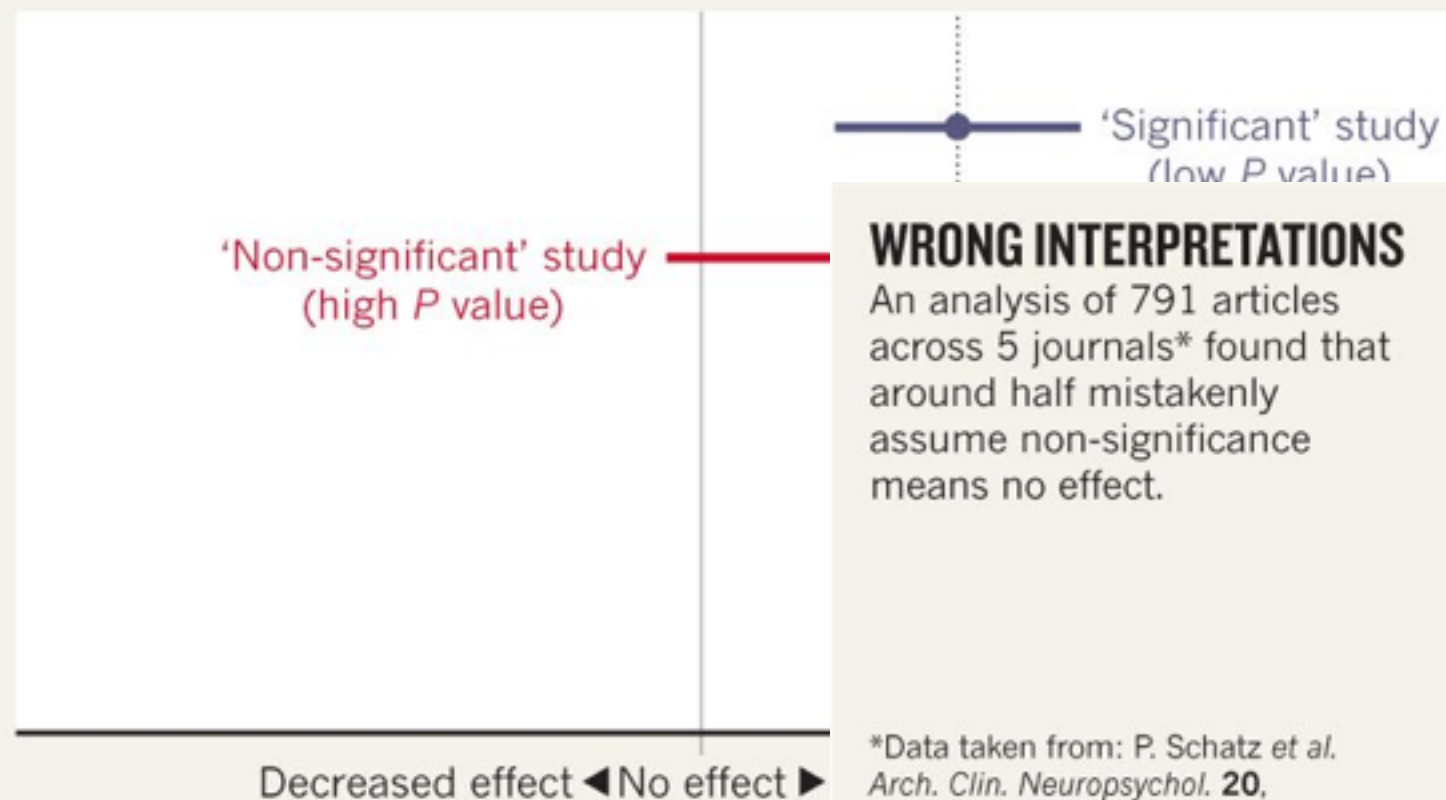 ‘Significant’ study
(low P value)
‘Non-significant’ study
(high P value)
WRONG INTERPRETATIONS
An analysis of 791 articles
across 5 journals* found that
around half mistakenly
assume non-significance
means no effect.
*Data taken from: P. Schatz et al.
Arch. Clin. Neuropsychol. 20,
Decreased effect ◀ No effect ▶